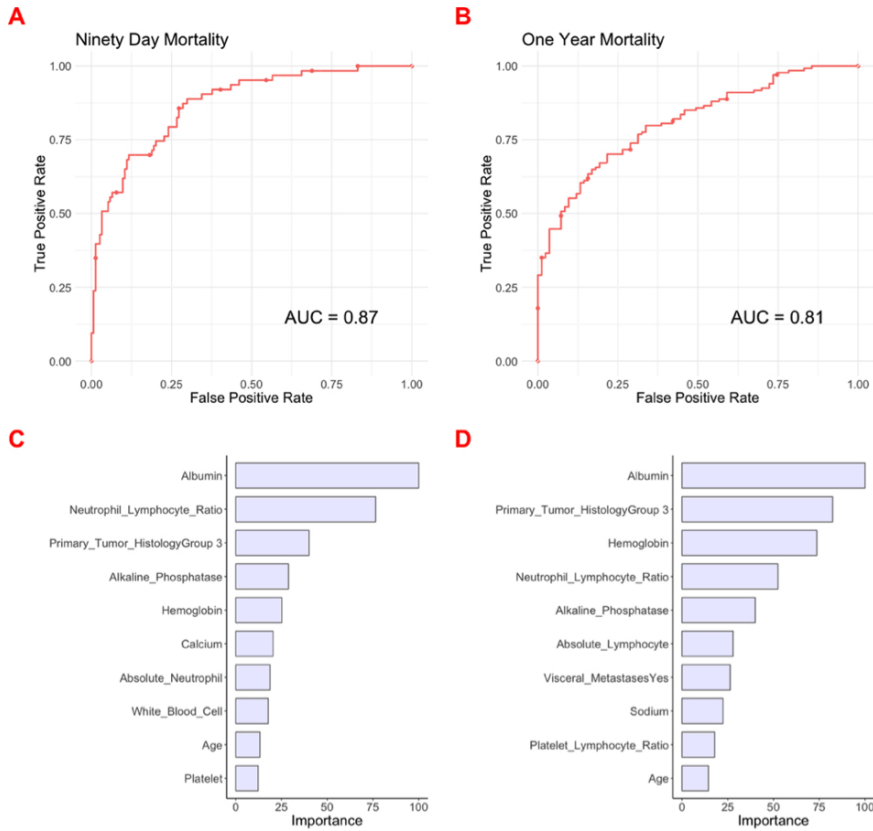 A
Ninety Day Mortality
1.00
0.75
0.50
0.25
0.00
True Positive Rate
AUC = 0.87
0.00 0.25 0.50 0.75 1.00
False Positive Rate
B
One Year Mortality
1.00
0.75
0.50
0.25
0.00
True Positive Rate
AUC = 0.81
0.00 0.25 0.50 0.75 1.00
False Positive Rate
C
Albumin
Neutrophil_Lymphocyte_Ratio
Primary_Tumor_HistologyGroup 3
Alkaline_Phosphatase
Hemoglobin
Calcium
Absolute_Neutrophil
White_Blood_Cell
Age
Platelet
0 25 50 75 100
Importance
D
Albumin
Primary_Tumor_HistologyGroup 3
Hemoglobin
Neutrophil_Lymphocyte_Ratio
Alkaline_Phosphatase
Absolute_Lymphocyte
Visceral_MetastasesYes
Sodium
Platelet_Lymphocyte_Ratio
Age
0 25 50 75 100
Importance